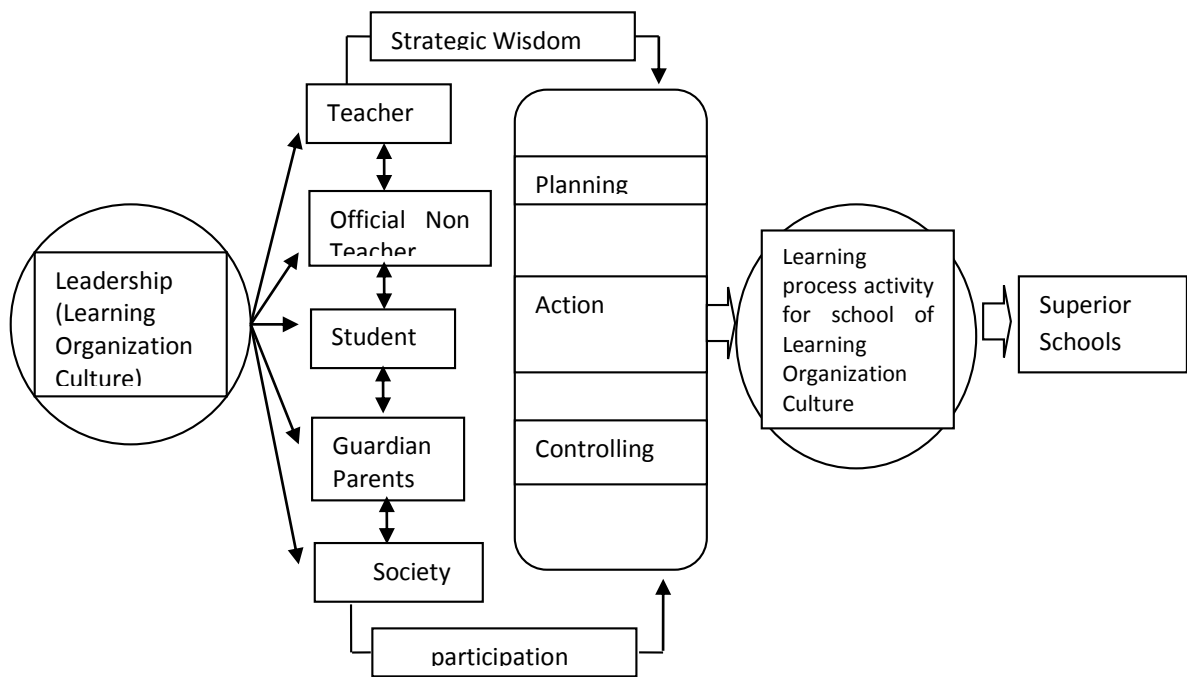 Strategic Wisdom
Teacher
Official Non
Teacher
Student
Guardian
Parents
Society
participation
Leadership
(Learning
Organization
Culture)
Planning
Action
Controlling
Learning
process activity
for school of
Learning
Organization
Culture
Superior
Schools